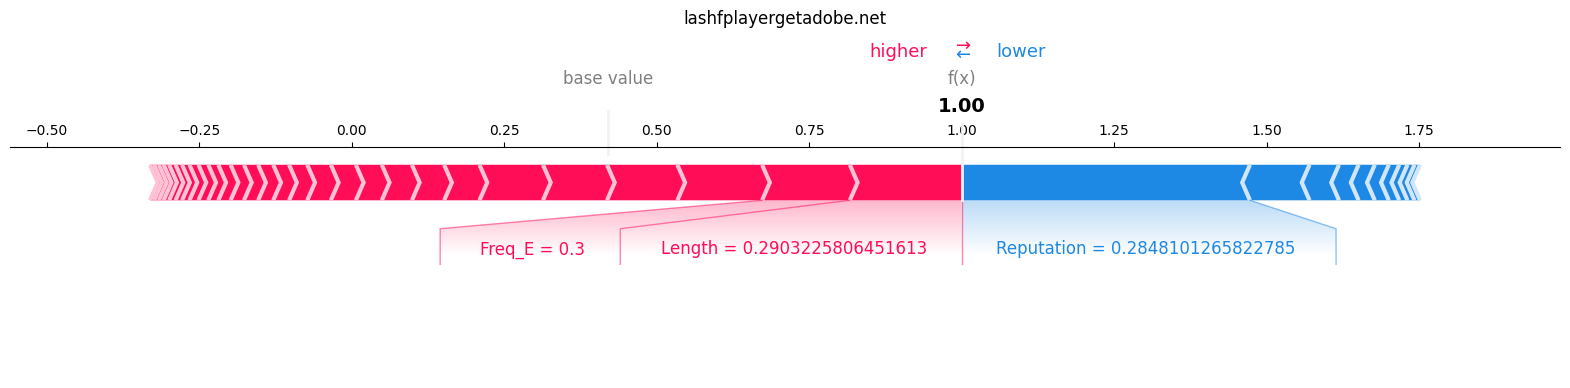 lashfplayergetadobe.net
higher ⇄ lower
base value f(x)
1.00
−0.50 −0.25 0.00 0.25 0.50 0.75 1.00 1.25 1.50 1.75
Freq_E = 0.3 Length = 0.2903225806451613 Reputation = 0.2848101265822785